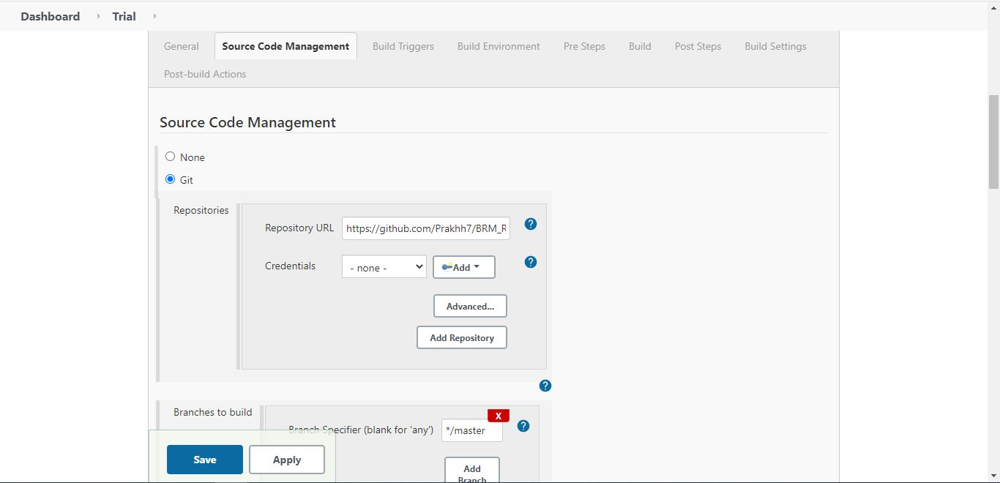 Dashboard Trial
General Source Code Management Build Triggers Build Environment Pre Steps Build Post Steps Build Settings
Post-build Actions
Source Code Management
None
Git
Repositories
Repository URL https://github.com/Prakhh7/BRM_R ?
Credentials - none - Add ?
Advanced...
Add Repository
?
Branches to build
X
Branch Specifier (blank for 'any') */master ?
Save Apply
Add
Branch